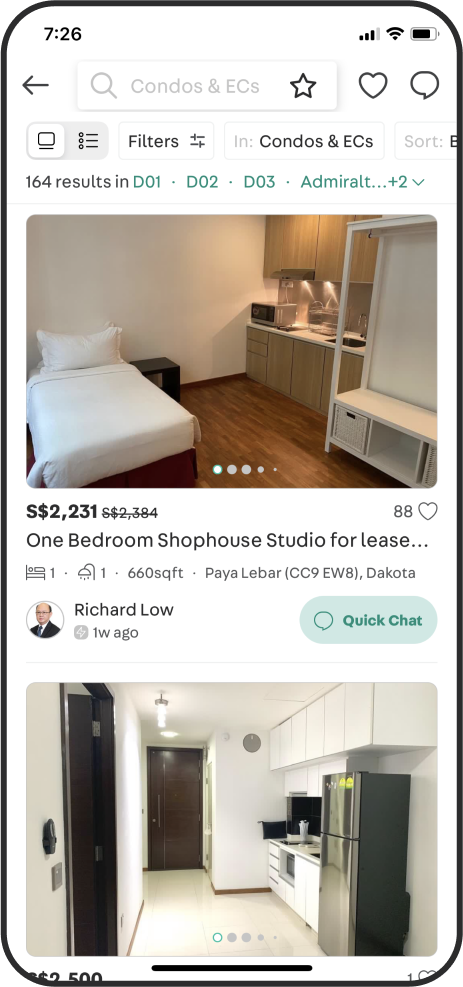 7:26
Condos & ECs
Filters In: Condos & ECs Sort: B
164 results in D01 · D02 · D03 · Admiralt...+2
S$2,231 S$2,384 88
One Bedroom Shophouse Studio for lease...
1 · 1 · 660sqft · Paya Lebar (CC9 EW8), Dakota
Richard Low
1w ago
Quick Chat
S$2,500 1